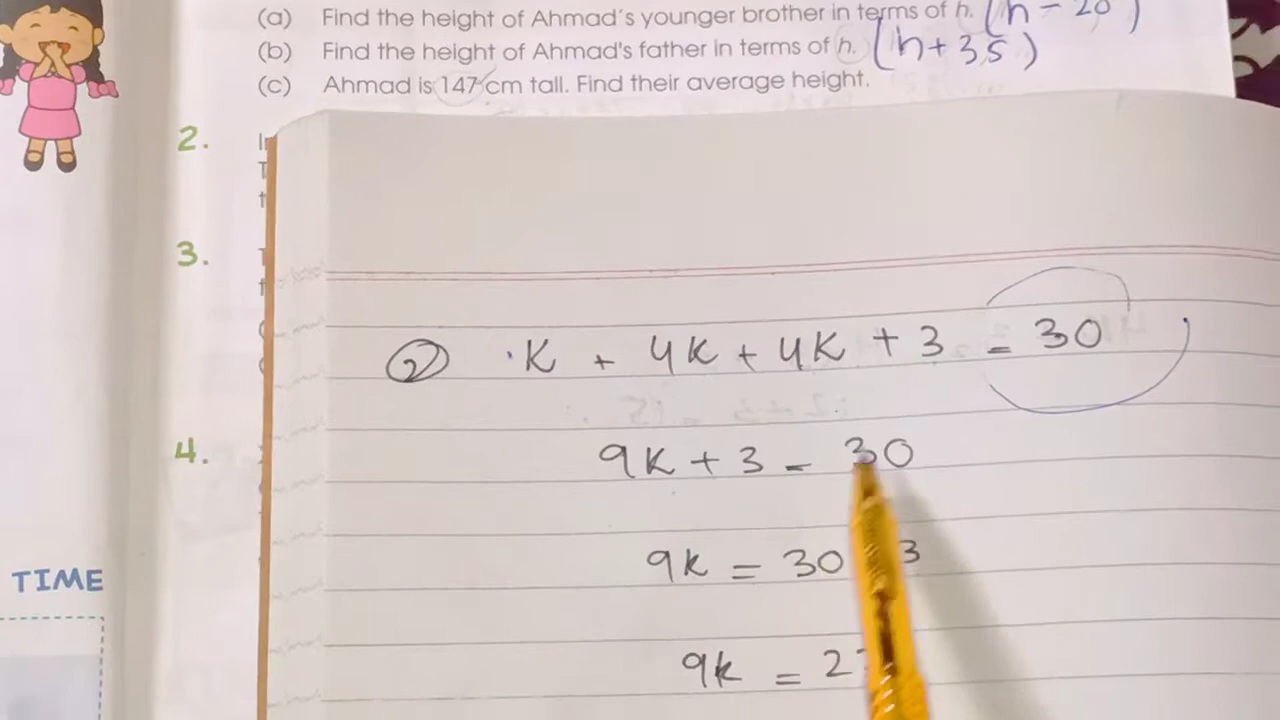 (a) Find the height of Ahmad's younger brother in terms of h. (h - 20)
(b) Find the height of Ahmad's father in terms of h. (h + 35)
(c) Ahmad is 147 cm tall. Find their average height.
2.
3.
② K + 4K + 4K + 3 = 30
4.
9K + 3 = 30
9K = 30 3
TIME
9K = 2